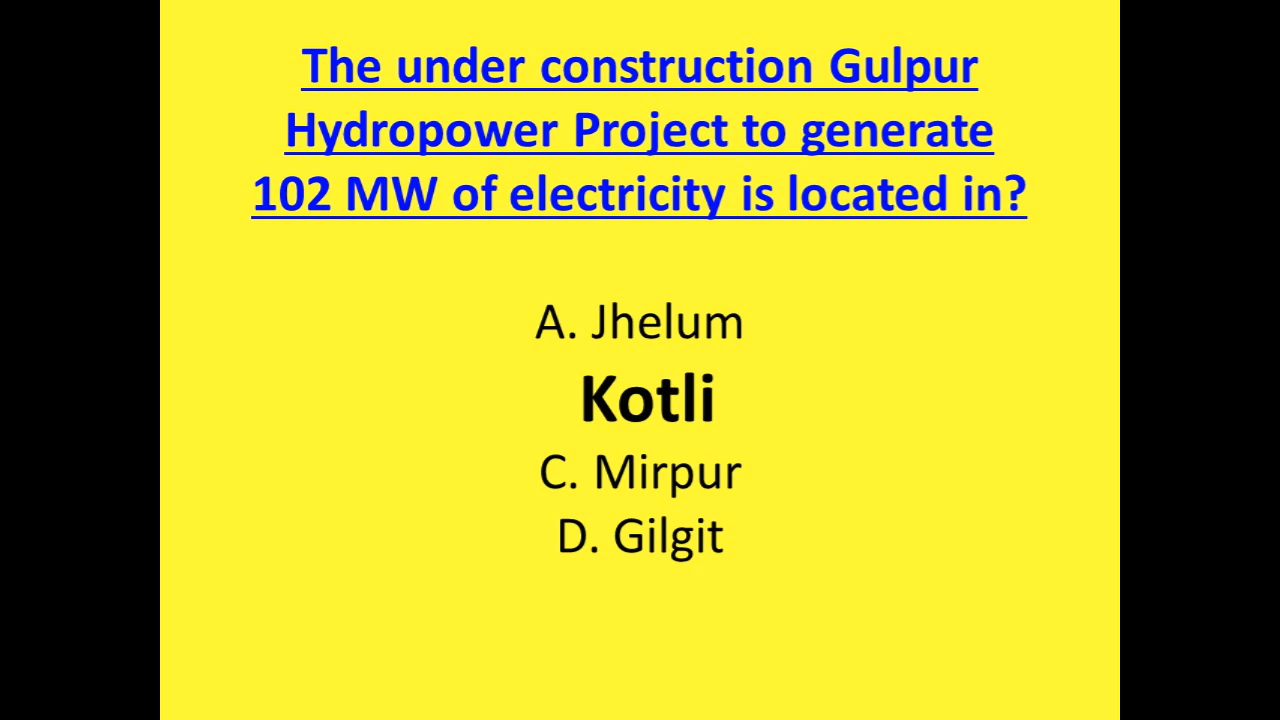 The under construction Gulpur
Hydropower Project to generate
102 MW of electricity is located in?
A. Jhelum
Kotli
C. Mirpur
D. Gilgit